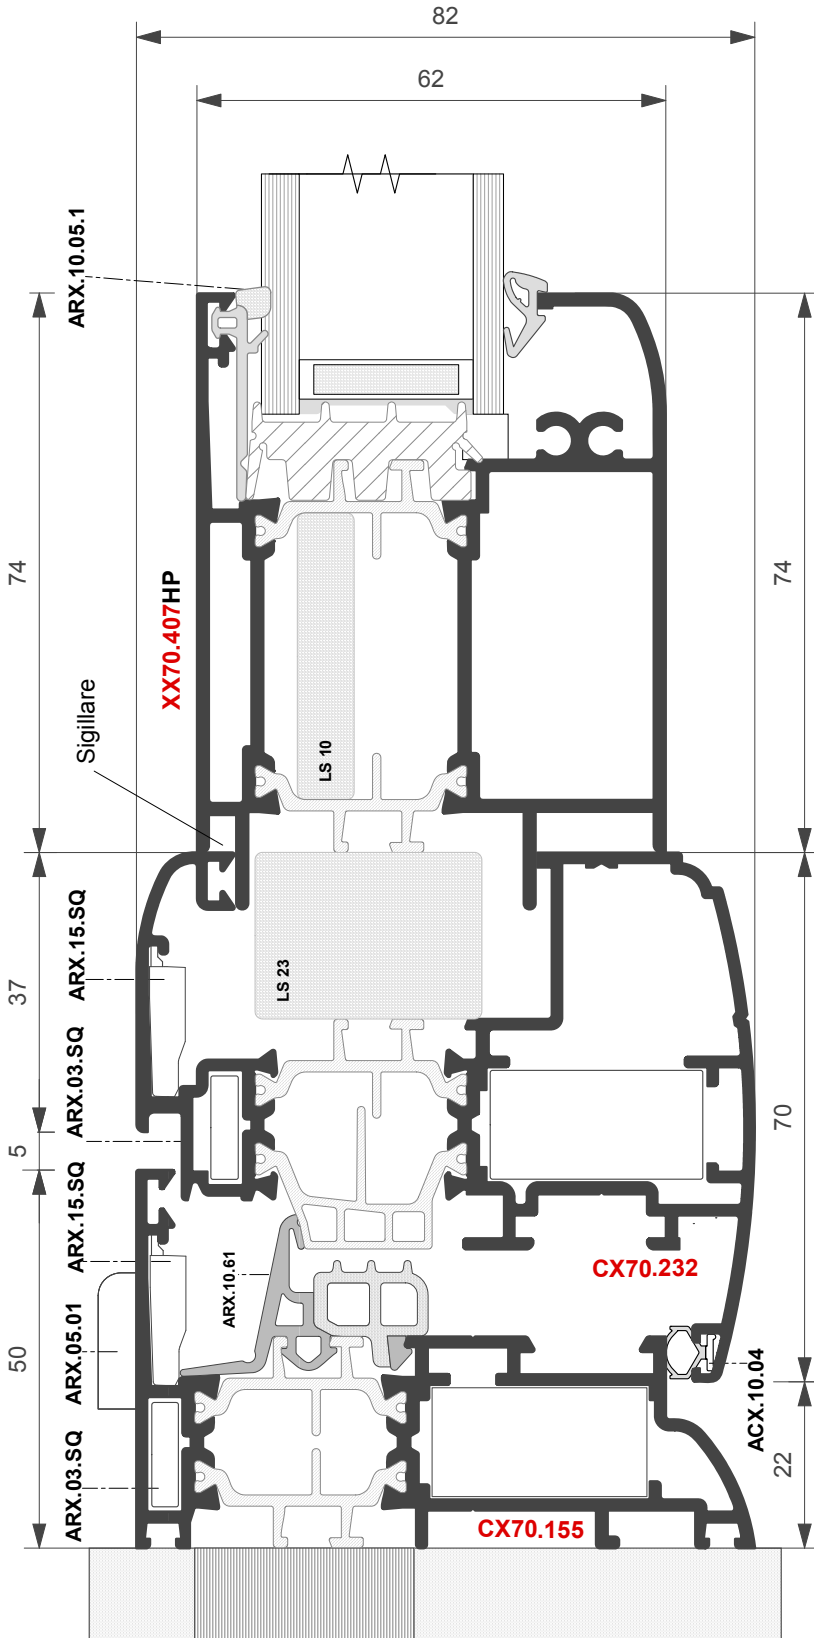 82
62
ARX.10.05.1
74
74
XX70.407HP
Sigillare
LS 10
ARX.15.SQ
37
LS 23
ARX.03.SQ
5
70
ARX.15.SQ
ARX.10.61
CX70.232
ARX.05.01
50
ACX.10.04
ARX.03.SQ
22
CX70.155